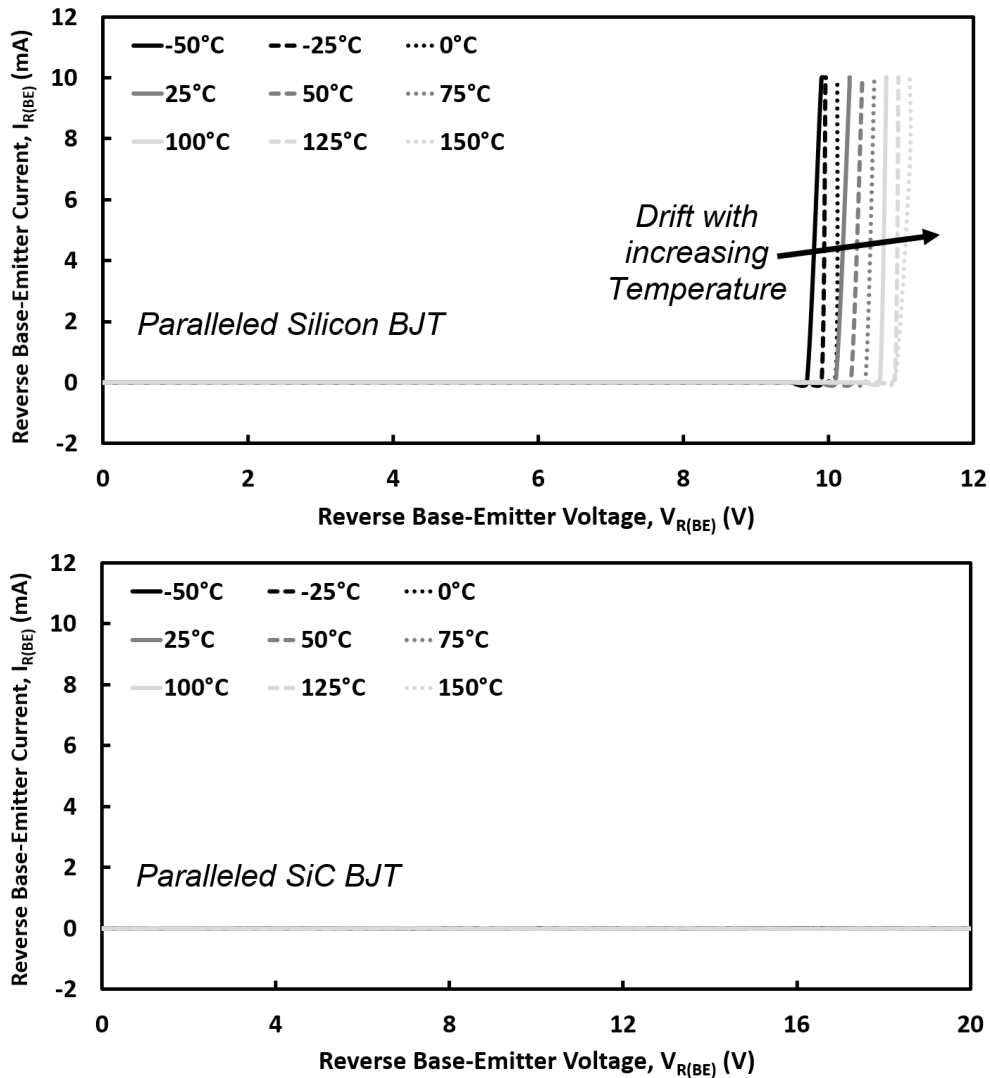 12
10
8
6
4
2
0
-2
Reverse Base-Emitter Current, I_R(BE) (mA)
-50°C -25°C 0°C
25°C 50°C 75°C
100°C 125°C 150°C
Drift with
increasing
Temperature
Paralleled Silicon BJT
0 2 4 6 8 10 12
Reverse Base-Emitter Voltage, V_R(BE) (V)
12
10
8
6
4
2
0
-2
Reverse Base-Emitter Current, I_R(BE) (mA)
-50°C -25°C 0°C
25°C 50°C 75°C
100°C 125°C 150°C
Paralleled SiC BJT
0 4 8 12 16 20
Reverse Base-Emitter Voltage, V_R(BE) (V)